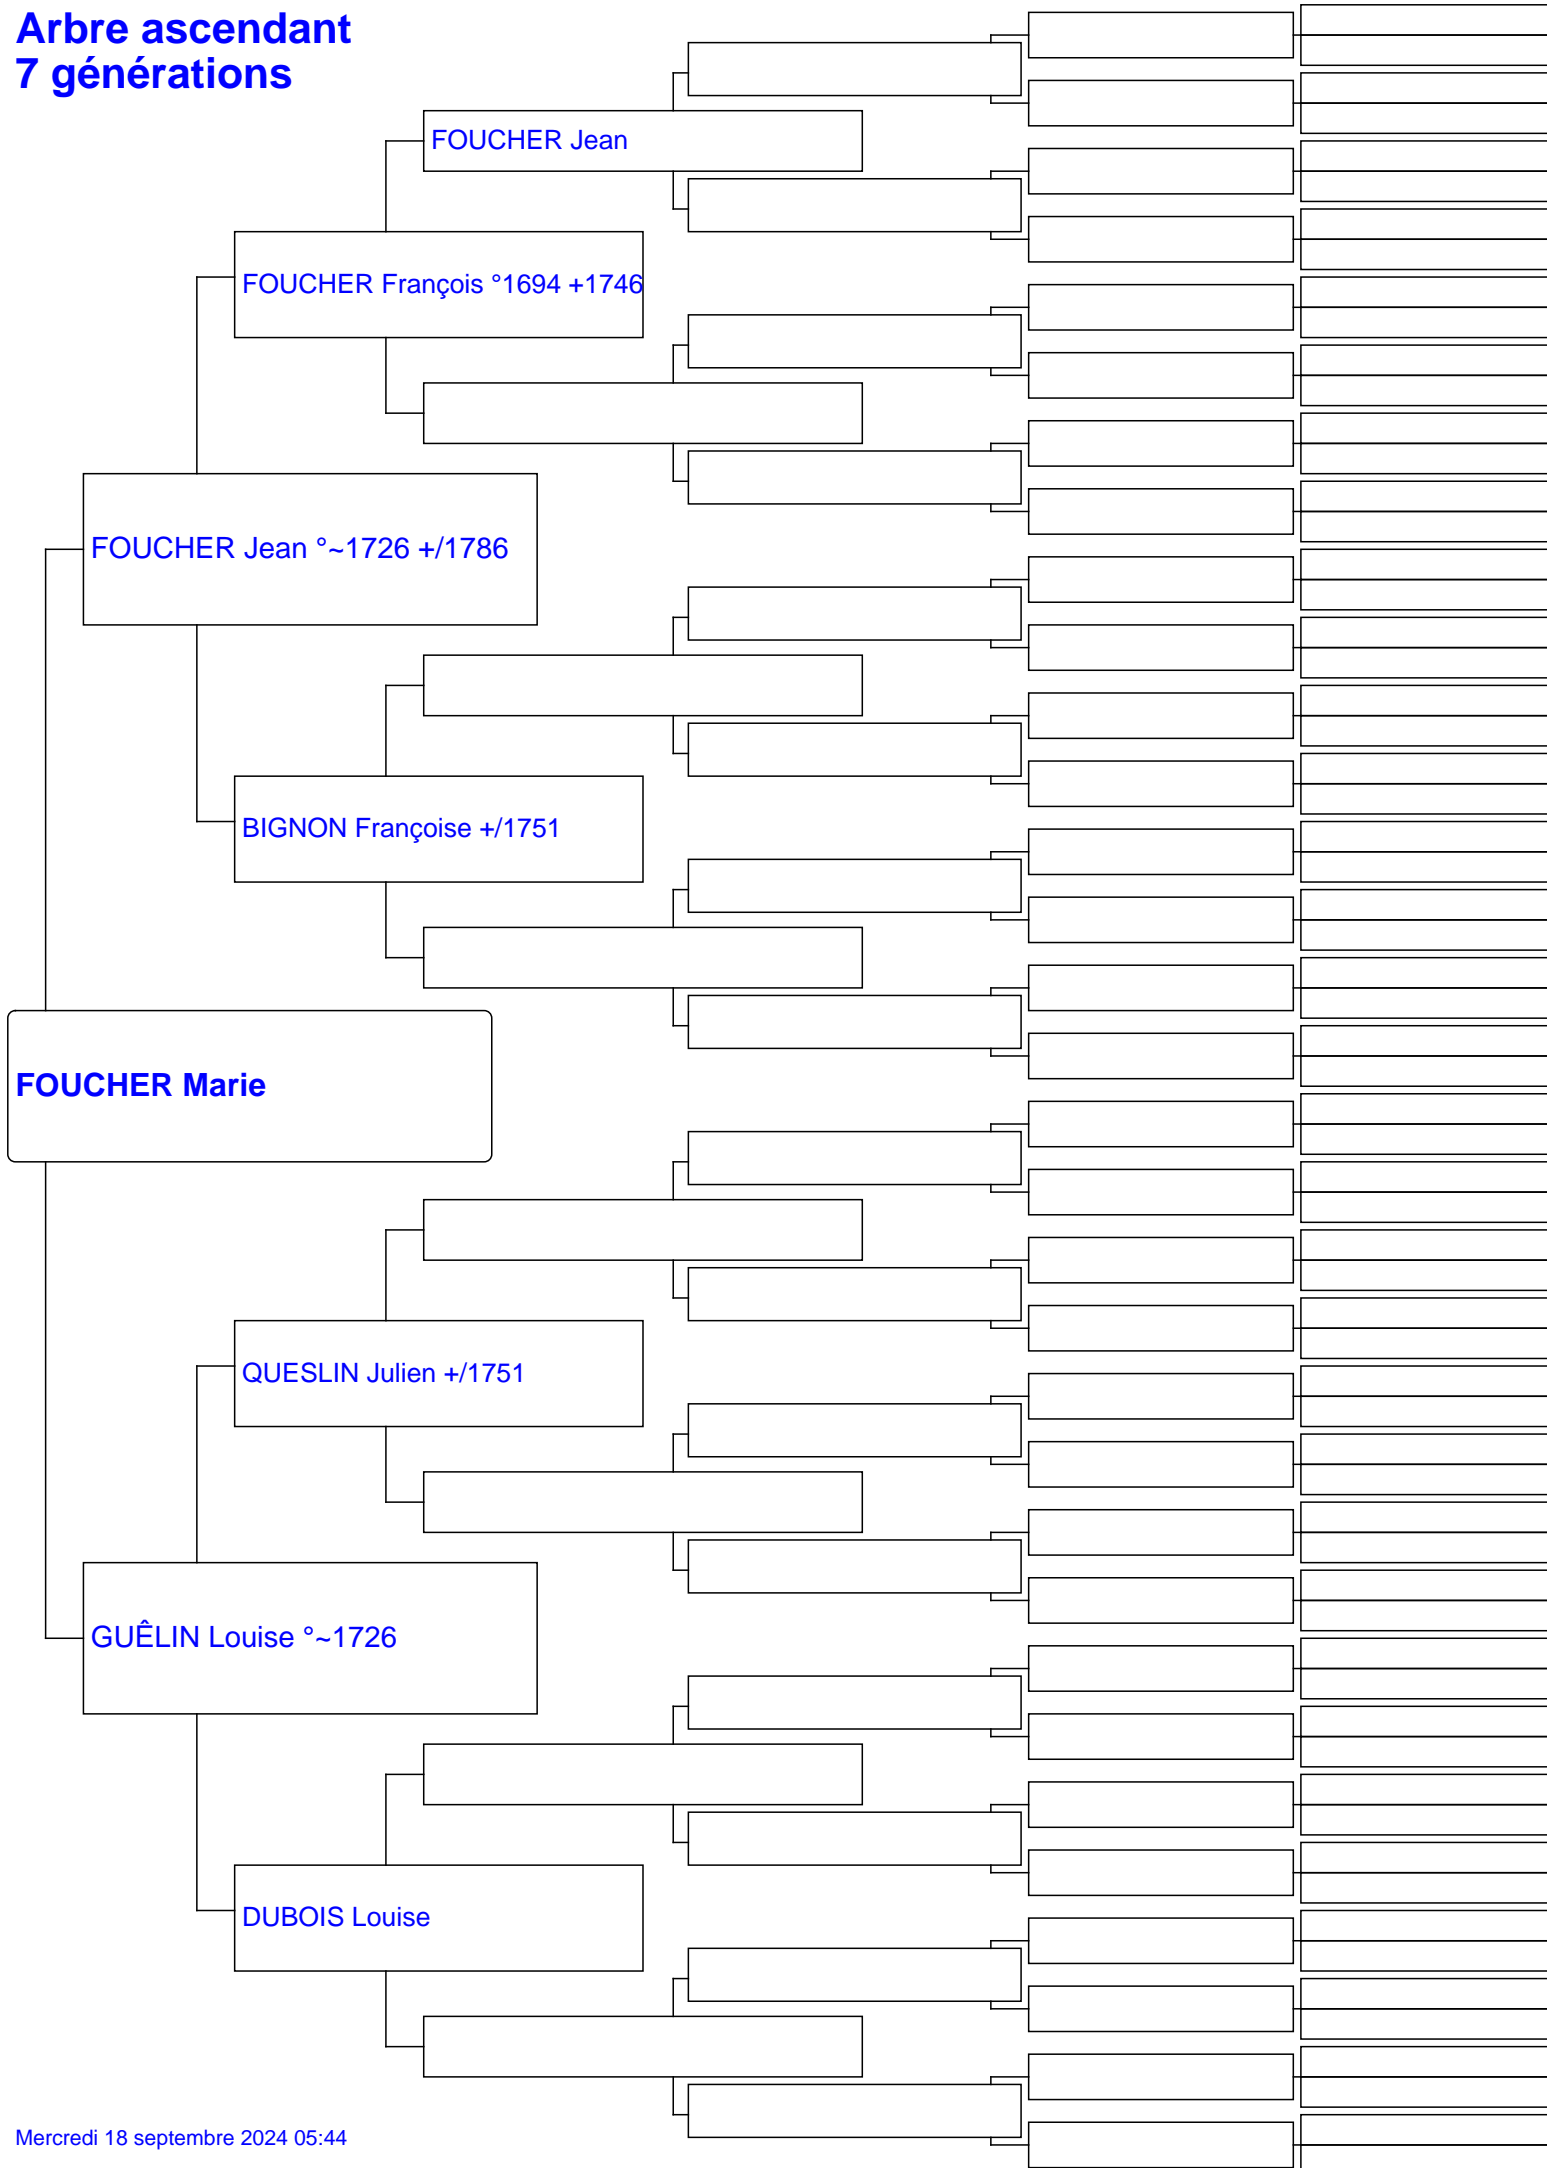 Arbre ascendant
7 générations
FOUCHER Jean
FOUCHER François °1694 +1746
FOUCHER Jean °~1726 +/1786
BIGNON Françoise +/1751
FOUCHER Marie
QUESLIN Julien +/1751
GUÊLIN Louise °~1726
DUBOIS Louise
Mercredi 18 septembre 2024 05:44